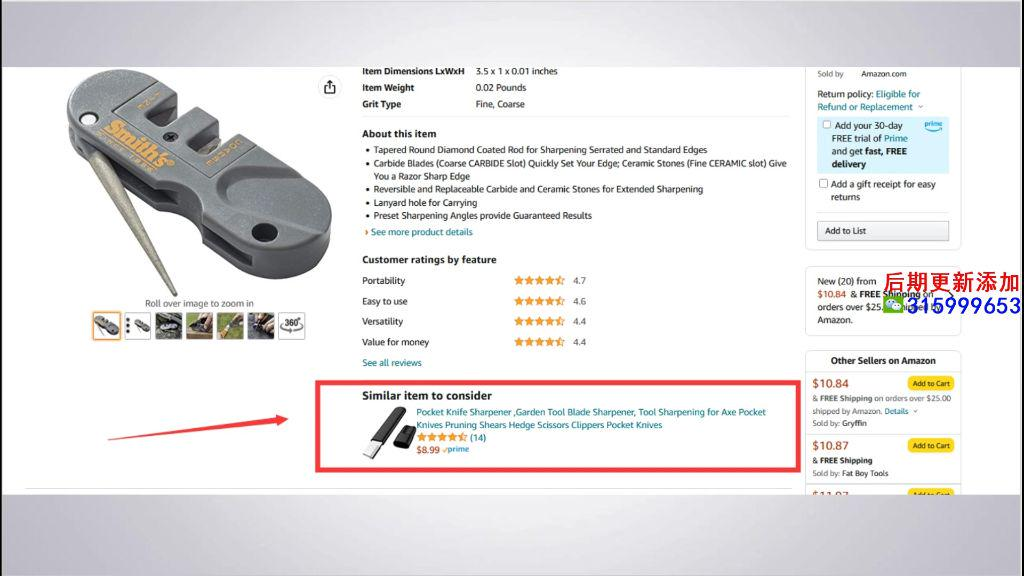 Smith's
Roll over image to zoom in
360°
Item Dimensions LxWxH 3.5 x 1 x 0.01 inches
Item Weight 0.02 Pounds
Grit Type Fine, Coarse
About this item
Tapered Round Diamond Coated Rod for Sharpening Serrated and Standard Edges
Carbide Blades (Coarse CARBIDE Slot) Quickly Set Your Edge; Ceramic Stones (Fine CERAMIC slot) Give
You a Razor Sharp Edge
Reversible and Replaceable Carbide and Ceramic Stones for Extended Sharpening
Lanyard hole for Carrying
Preset Sharpening Angles provide Guaranteed Results
› See more product details
Customer ratings by feature
Portability 4.7
Easy to use 4.6
Versatility 4.4
Value for money 4.4
See all reviews
Similar item to consider
Pocket Knife Sharpener ,Garden Tool Blade Sharpener, Tool Sharpening for Axe Pocket
Knives Pruning Shears Hedge Scissors Clippers Pocket Knives
(14)
$8.99 prime
Sold by Amazon.com
Return policy: Eligible for
Refund or Replacement
Add your 30-day prime
FREE trial of Prime
and get fast, FREE
delivery
Add a gift receipt for easy
returns
Add to List
New (20) from
$10.84 & FREE Shipping on
orders over $25.
Amazon.
后期更新添加
315999653
Other Sellers on Amazon
$10.84 Add to Cart
& FREE Shipping on orders over $25.00
shipped by Amazon. Details
Sold by: Gryffin
$10.87 Add to Cart
& FREE Shipping
Sold by: Fat Boy Tools